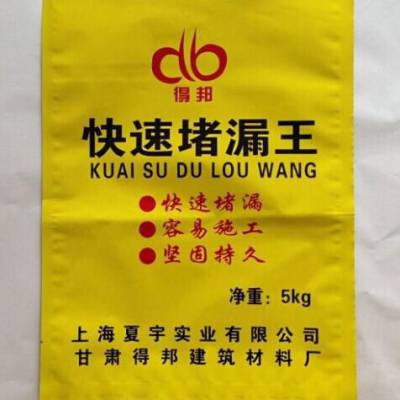 db
得邦
快速堵漏王
KUAI SU DU LOU WANG
快速堵漏
容易施工
坚固持久
净重：5kg
上海夏宇实业有限公司
甘肃得邦建筑材料厂